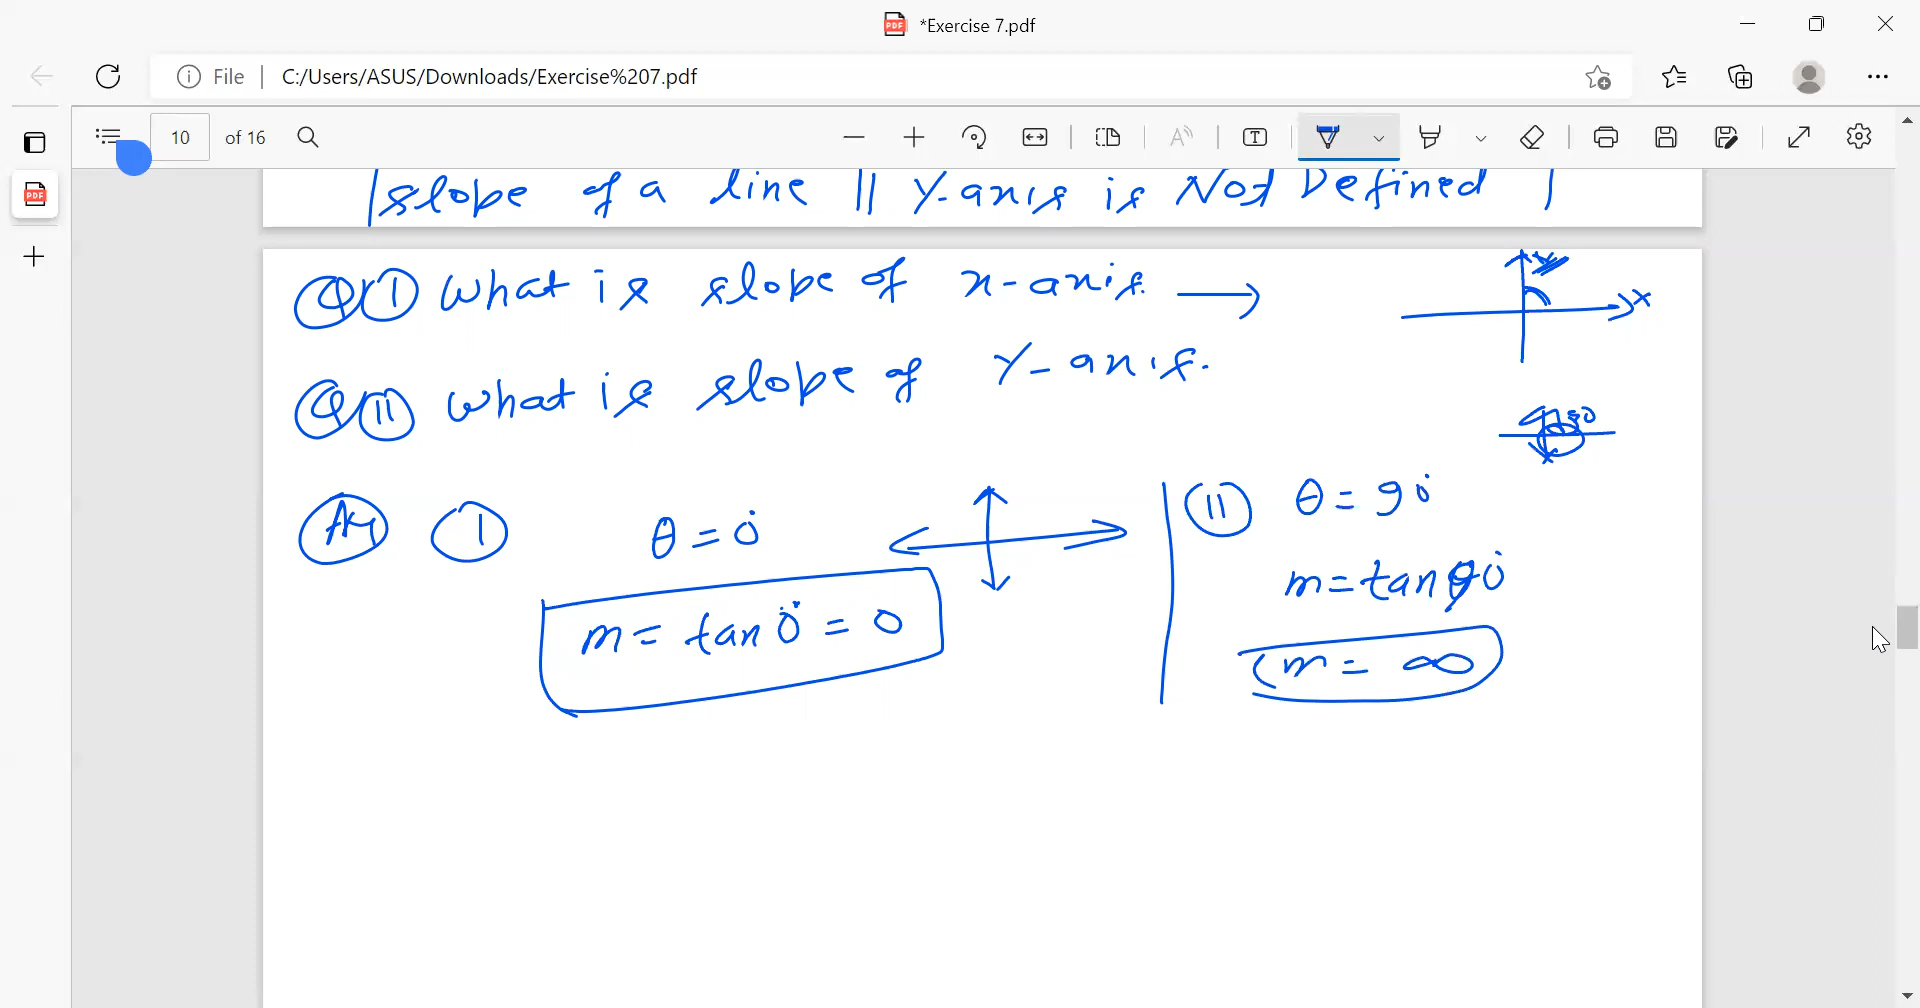 *Exercise 7.pdf
File | C:/Users/ASUS/Downloads/Exercise%207.pdf
10 of 16
slope of a line || Y-axis is Not Defined
Q I What is slope of x-axis.
x
Q II What is slope of Y-axis.
Ans I θ = 0°
m = tan 0° = 0
II θ = 90°
m = tan 90°
m = ∞